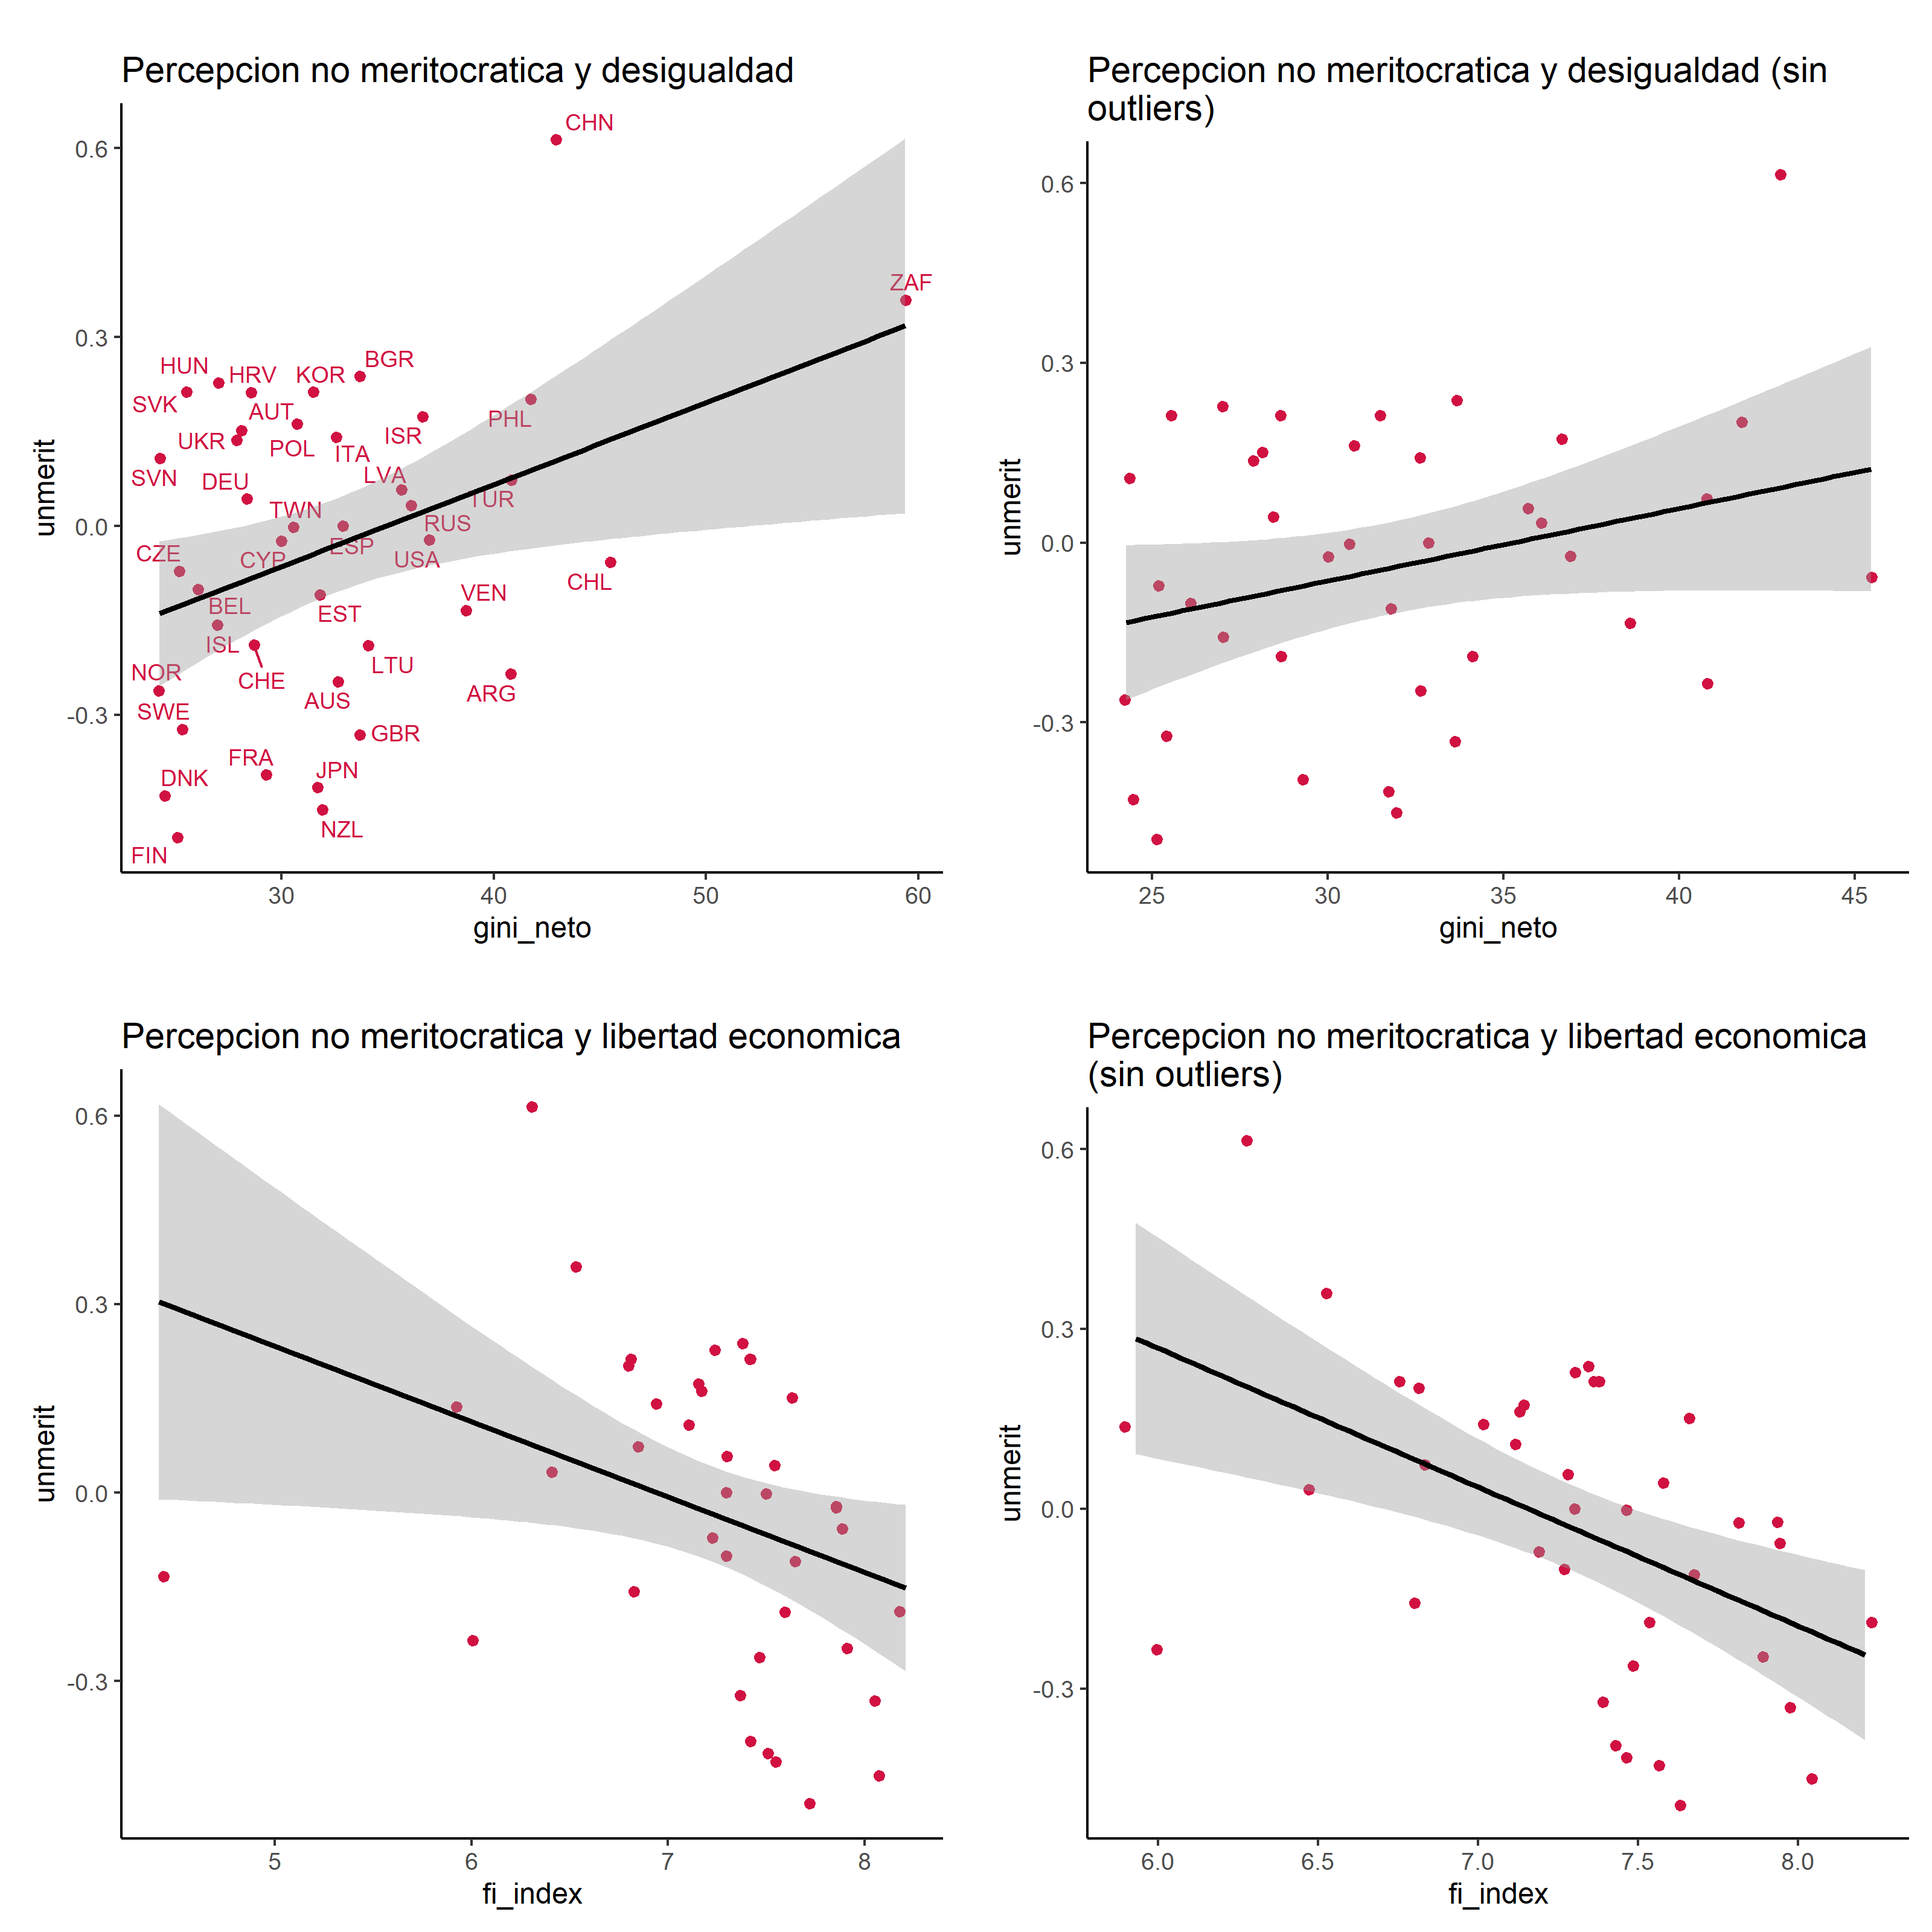 Percepcion no meritocratica y desigualdad
CHN
0.6
ZAF
0.3
HUN
HRV
KOR
BGR
SVK
AUT
PHL
UKR
POL
ITA
ISR
SVN
DEU
LVA
TUR
TWN
RUS
0.0
CZE
CYP
ESP
USA
CHL
BEL
EST
VEN
ISL
NOR
CHE
LTU
ARG
SWE
AUS
-0.3
GBR
FRA
JPN
DNK
NZL
FIN
30
40
50
60
gini_neto
unmerit
Percepcion no meritocratica y desigualdad (sin
outliers)
0.6
0.3
0.0
-0.3
25
30
35
40
45
gini_neto
unmerit
Percepcion no meritocratica y libertad economica
0.6
0.3
0.0
-0.3
5
6
7
8
fi_index
unmerit
Percepcion no meritocratica y libertad economica
(sin outliers)
0.6
0.3
0.0
-0.3
6.0
6.5
7.0
7.5
8.0
fi_index
unmerit